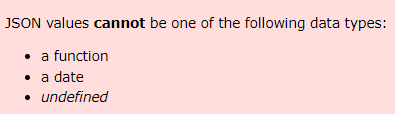 JSON values cannot be one of the following data types:
• a function
• a date
• undefined